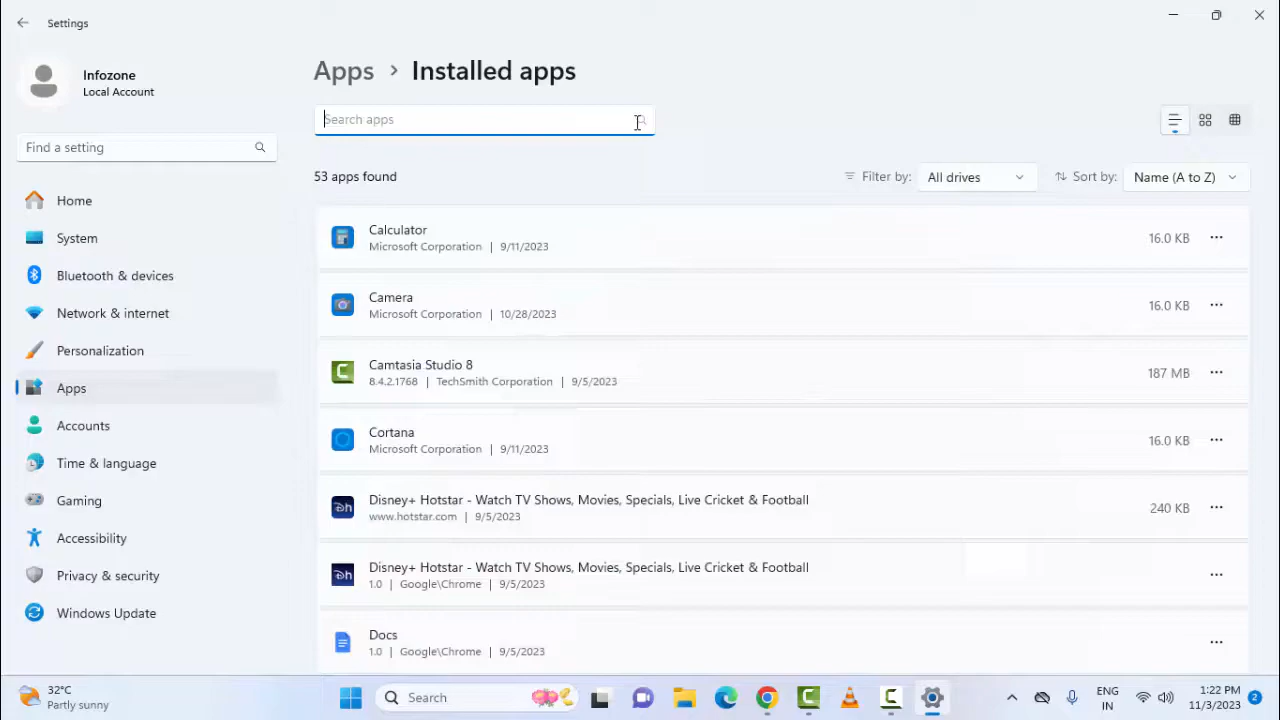 Settings
Infozone
Local Account
Find a setting
Home
System
Bluetooth & devices
Network & internet
Personalization
Apps
Accounts
Time & language
Gaming
Accessibility
Privacy & security
Windows Update
Apps > Installed apps
Search apps
53 apps found
Filter by: All drives
Sort by: Name (A to Z)
Calculator
Microsoft Corporation | 9/11/2023
16.0 KB
Camera
Microsoft Corporation | 10/28/2023
16.0 KB
Camtasia Studio 8
8.4.2.1768 | TechSmith Corporation | 9/5/2023
187 MB
Cortana
Microsoft Corporation | 9/11/2023
16.0 KB
Disney+ Hotstar - Watch TV Shows, Movies, Specials, Live Cricket & Football
www.hotstar.com | 9/5/2023
240 KB
Disney+ Hotstar - Watch TV Shows, Movies, Specials, Live Cricket & Football
1.0 | Google\Chrome | 9/5/2023
Docs
1.0 | Google\Chrome | 9/5/2023
32°C
Partly sunny
Search
ENG
IN
1:22 PM
11/3/2023
2